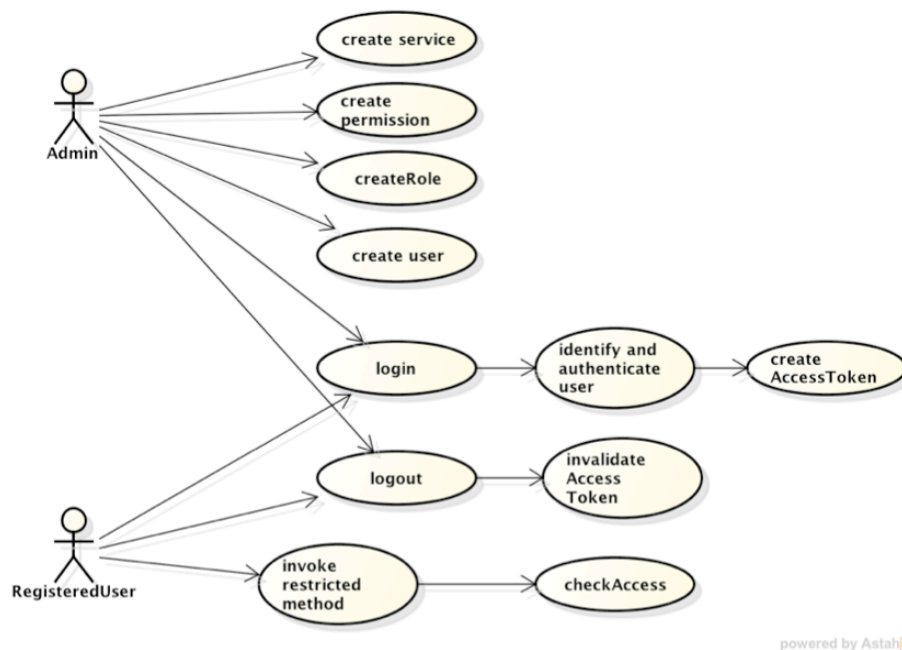 create service
create
permission
Admin
createRole
create user
login
identify and
authenticate
user
create
AccessToken
logout
invalidate
Access
Token
RegisteredUser
invoke
restricted
method
checkAccess
powered by Astah